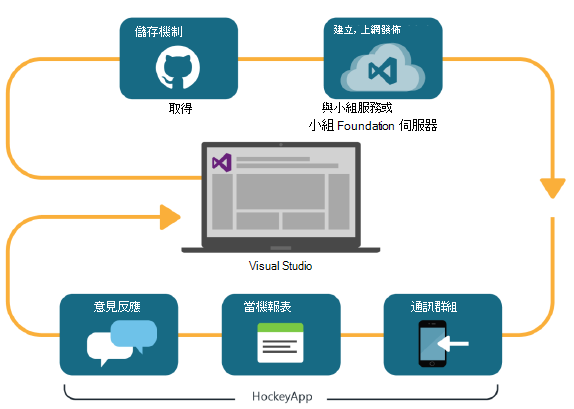 儲存機制
建立, 上網發佈
取得
與小組服務或
小組 Foundation 伺服器
Visual Studio
意見反應
當機報表
通訊群組
HockeyApp